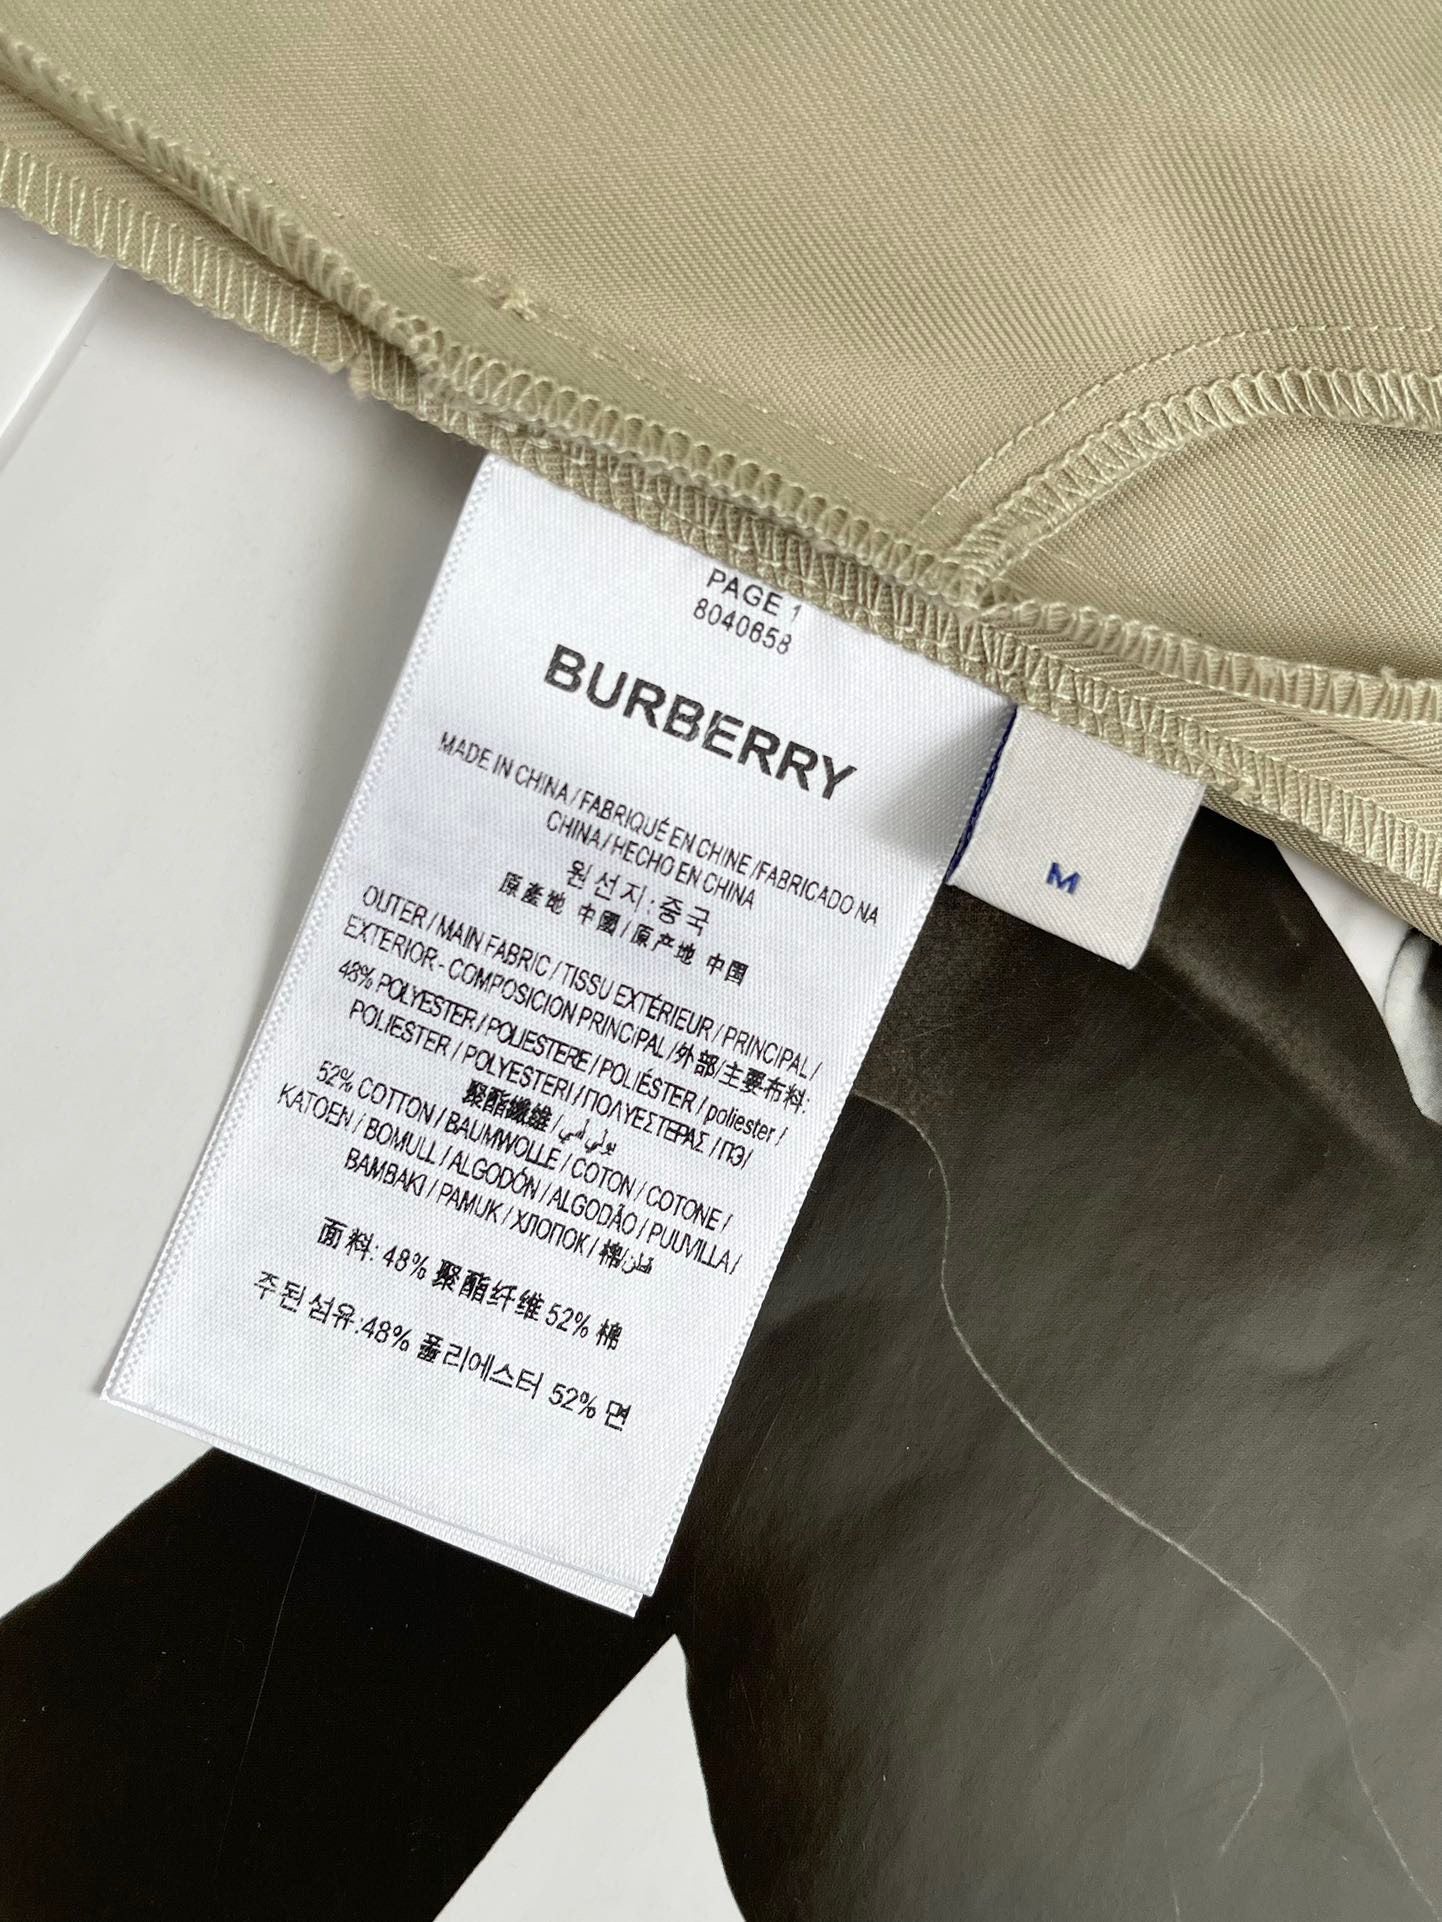 PAGE 1
8040658
BURBERRY
MADE IN CHINA / FABRIQUÉ EN CHINE / FABRICADO NA
CHINA / HECHO EN CHINA
원선지 : 중국
原產地 中國 / 原产地 中国
OUTER / MAIN FABRIC / TISSU EXTÉRIEUR / PRINCIPAL /
EXTERIOR - COMPOSICION PRINCIPAL / 外部/主要布料:
48% POLYESTER / POLIESTERE / POLIÉSTER / poliester /
POLIESTER / POLYESTERI / ΠΟΛΥΕΣΤΕΡΑΣ / ПЭ/
聚酯纖維 /
52% COTTON / BAUMWOLLE / COTON / COTONE /
KATOEN / BOMULL / ALGODÓN / ALGODÃO / PUUVILLA /
BAMBAKI / PAMUK / ХЛОПОК / 棉/
面料: 48% 聚酯纤维 52% 棉
주된섬유:48% 폴리에스터 52% 면
M